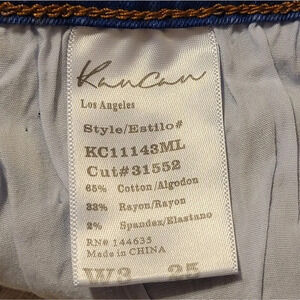 KanCan
Los Angeles
Style/Estilo#
KC11143ML
Cut#31552
65% Cotton/Algodon
33% Rayon/Rayon
2% Spandex/Elastano
RN# 144635
Made in CHINA